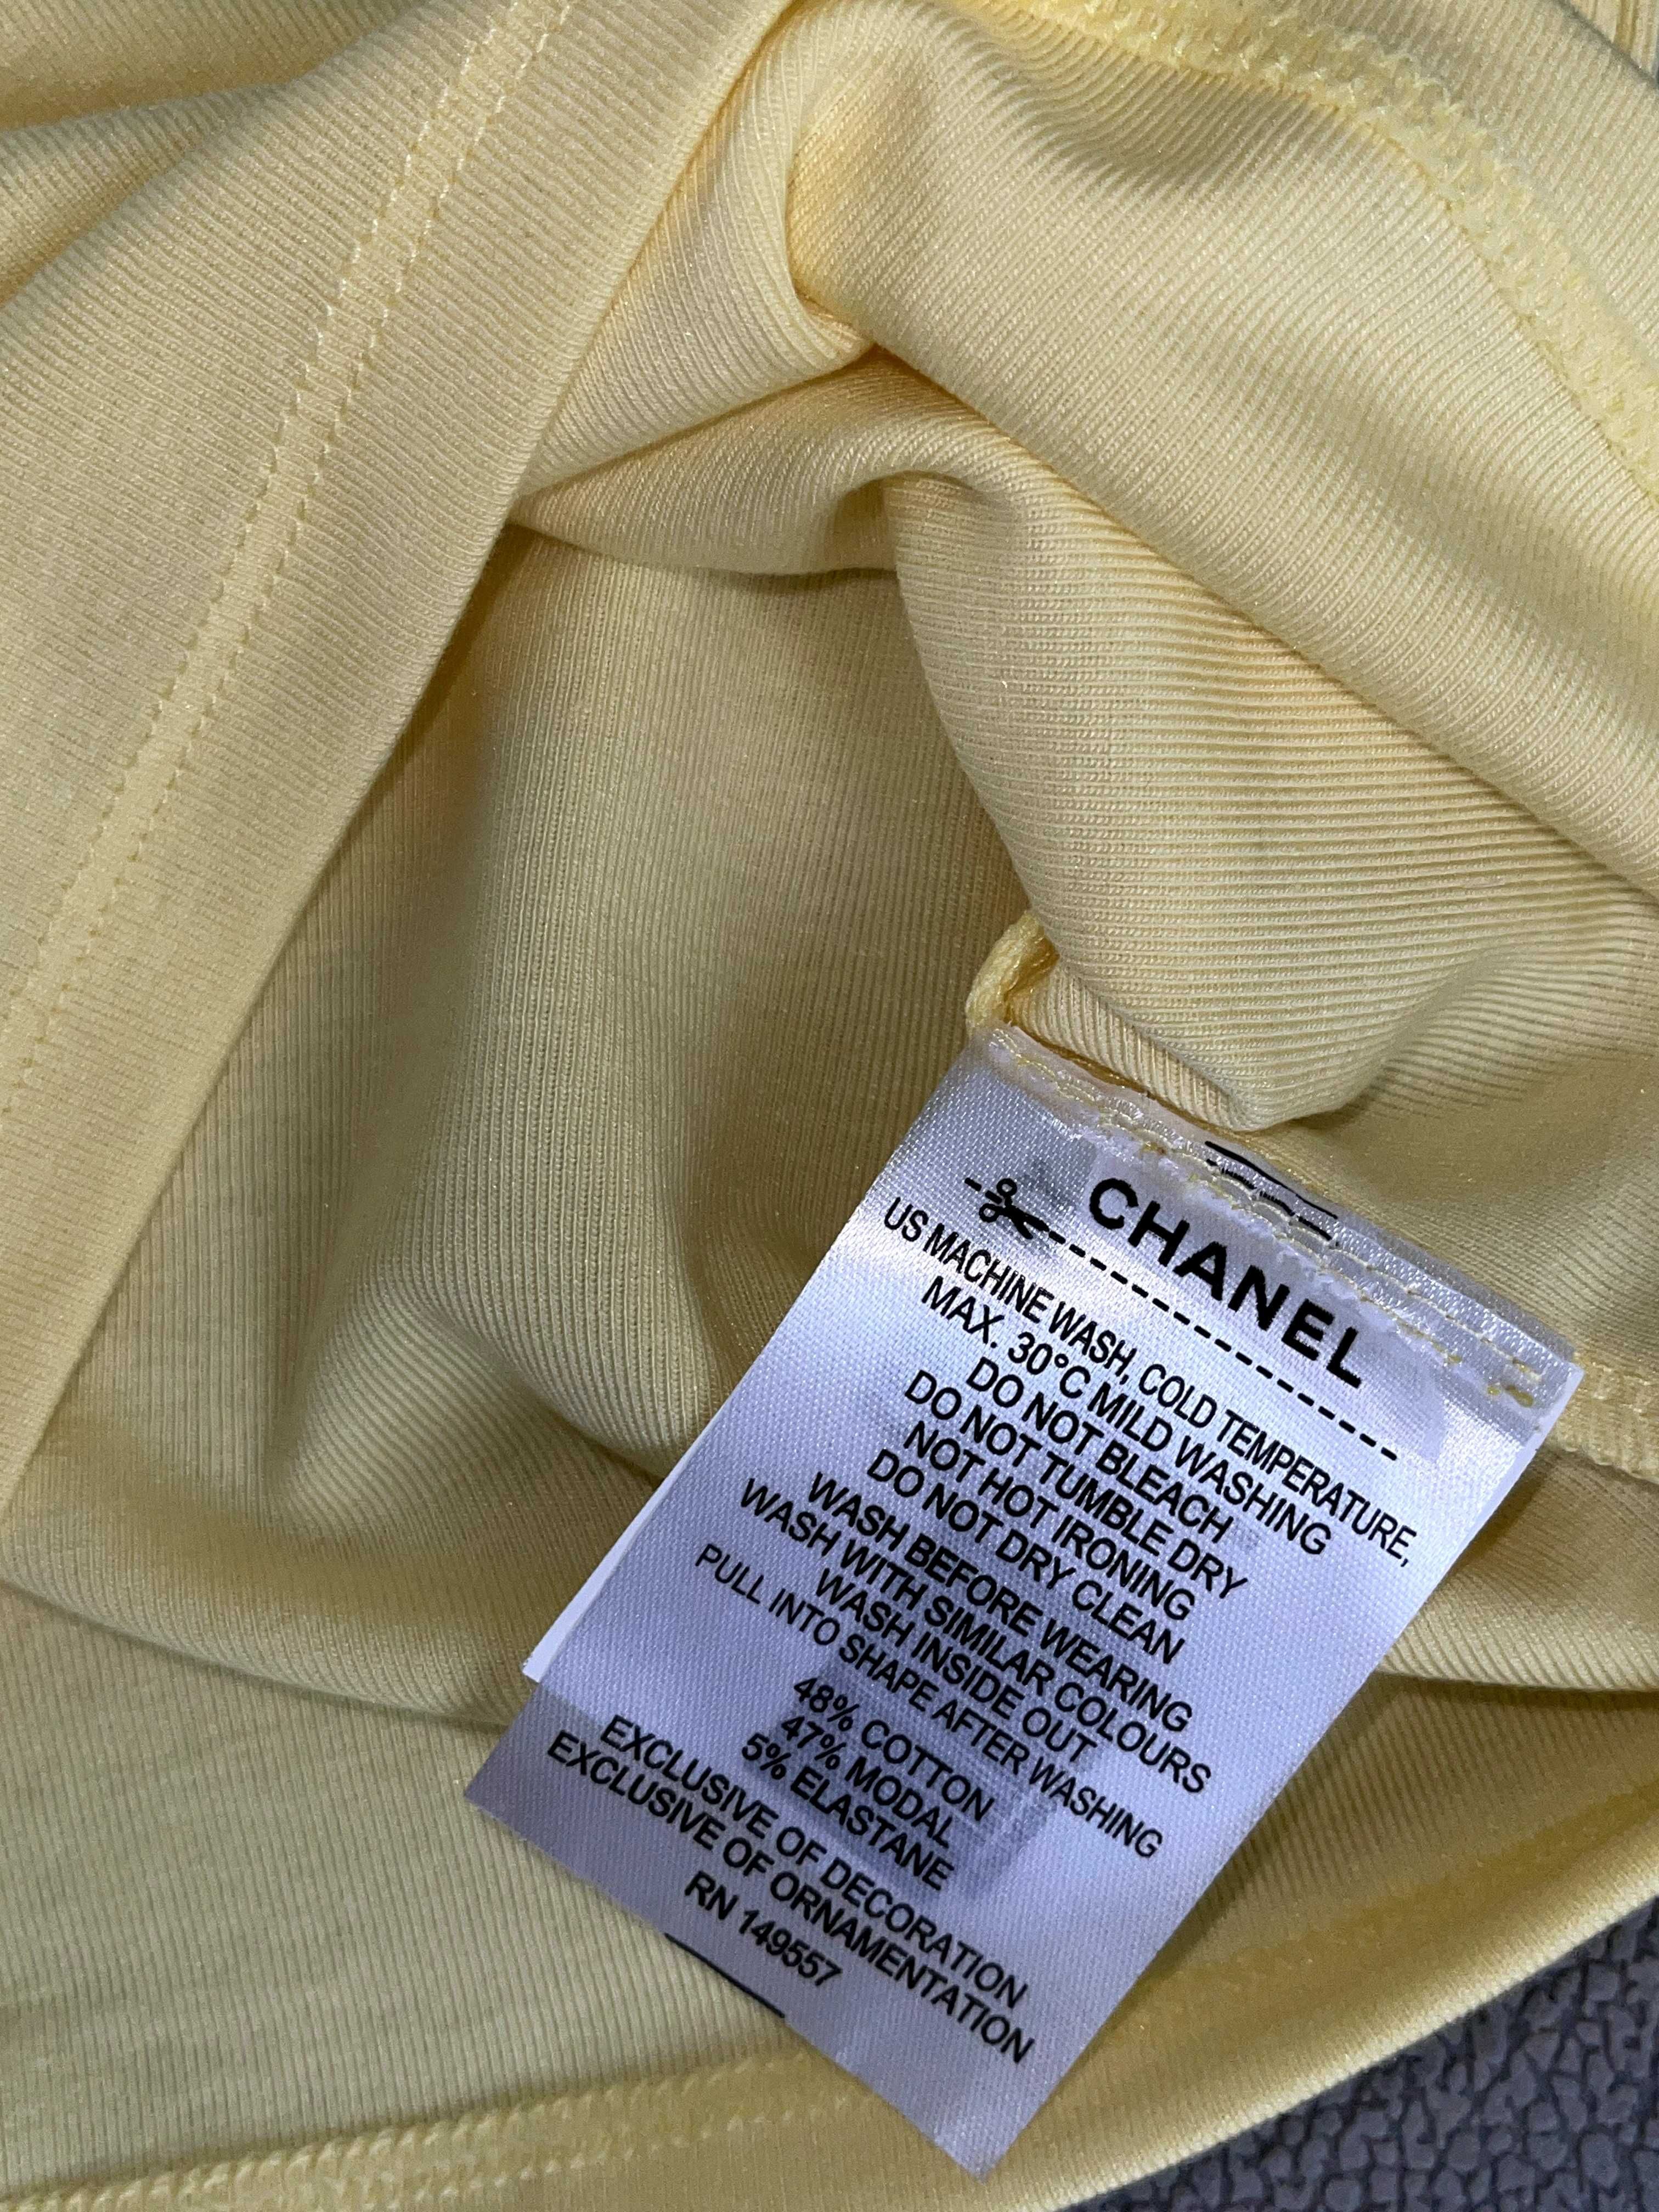 CHANEL
US MACHINE WASH, COLD TEMPERATURE,
MAX. 30°C MILD WASHING
DO NOT BLEACH
DO NOT TUMBLE DRY
NOT HOT IRONING
DO NOT DRY CLEAN
WASH BEFORE WEARING
WASH WITH SIMILAR COLOURS
WASH INSIDE OUT
PULL INTO SHAPE AFTER WASHING
48% COTTON
47% MODAL
5% ELASTANE
EXCLUSIVE OF DECORATION
EXCLUSIVE OF ORNAMENTATION
RN 149557